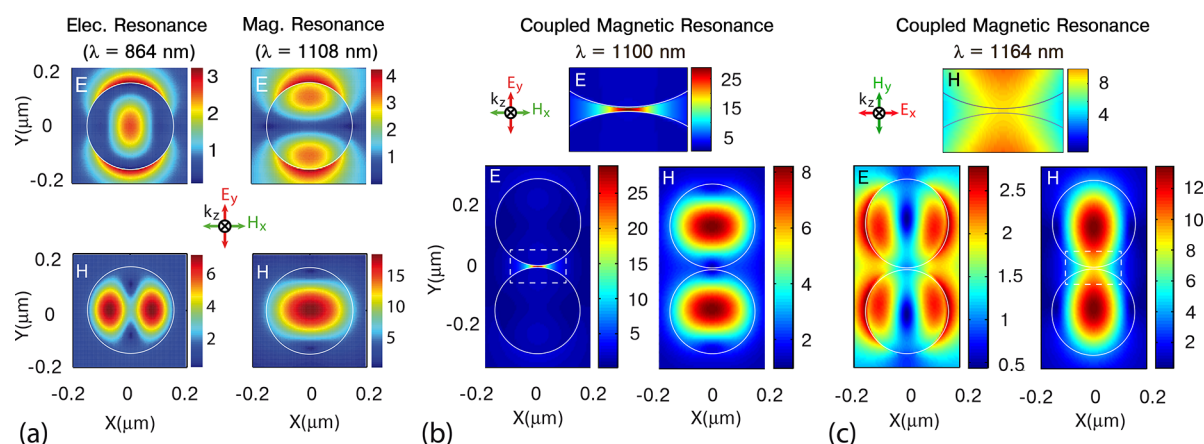 Elec. Resonance
(λ = 864 nm)
Mag. Resonance
(λ = 1108 nm)
Coupled Magnetic Resonance
λ = 1100 nm
Coupled Magnetic Resonance
λ = 1164 nm
Y(μm)
0.2
0
-0.2
E
3
2
1
E
4
3
2
1
Ey
kz
Hx
Y(μm)
0.2
0
-0.2
H
6
5
4
3
2
H
15
10
5
-0.2
0
0.2
X(μm)
-0.2
0
0.2
X(μm)
(a)
Ey
kz
Hx
E
25
15
5
Y(μm)
0.2
0
-0.2
E
25
20
15
10
5
H
8
6
4
2
-0.2
0
0.2
-0.2
0
0.2
X(μm)
(b)
Hy
kz
Ex
H
8
4
E
2.5
2
1.5
1
0.5
H
12
10
8
6
4
2
-0.2
0
0.2
-0.2
0
0.2
X(μm)
(c)